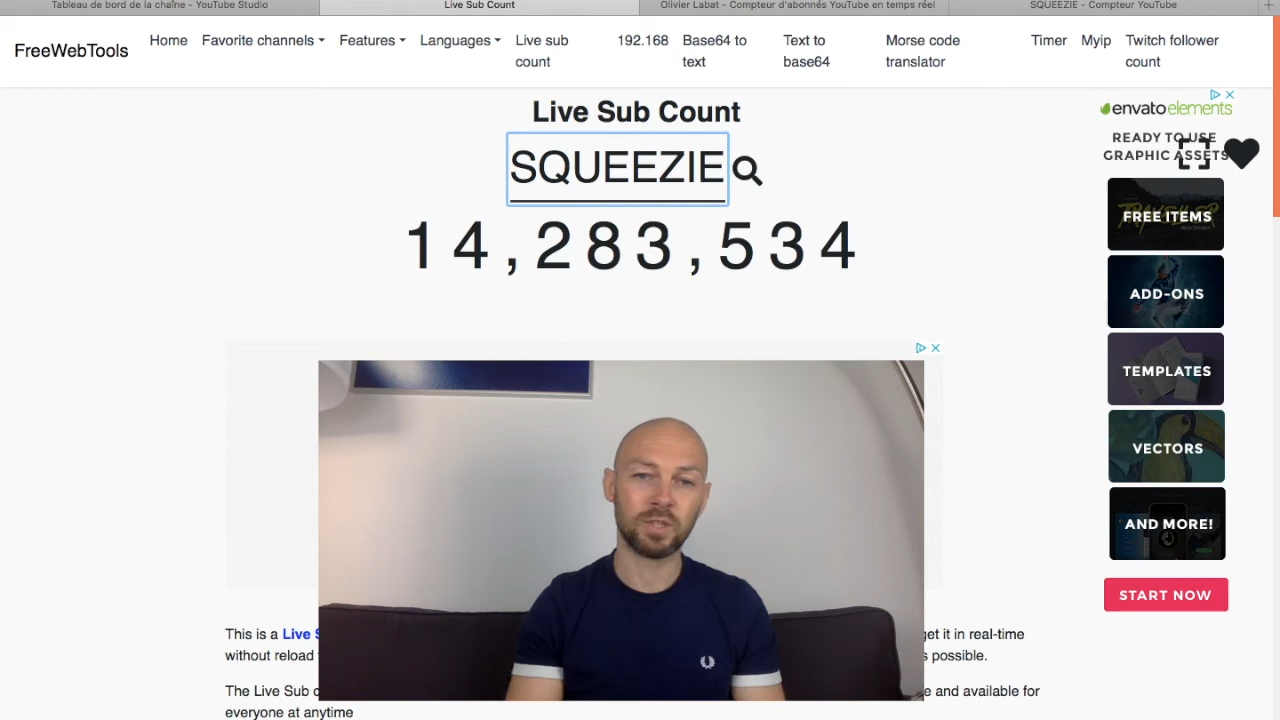 Tableau de bord de la chaîne - YouTube Studio
Live Sub Count
Olivier Labat - Compteur d'abonnés YouTube en temps réel
SQUEEZIE - Compteur YouTube
FreeWebTools
Home
Favorite channels
Features
Languages
Live sub
count
192.168
Base64 to
text
Text to
base64
Morse code
translator
Timer
Myip
Twitch follower
count
Live Sub Count
SQUEEZIE
14,283,534
envatoelements
READY TO USE
GRAPHIC ASSETS
FREE ITEMS
ADD-ONS
TEMPLATES
VECTORS
AND MORE!
START NOW
This is a Live
get it in real-time
without reload
possible.
The Live Sub
and available for
everyone at anytime